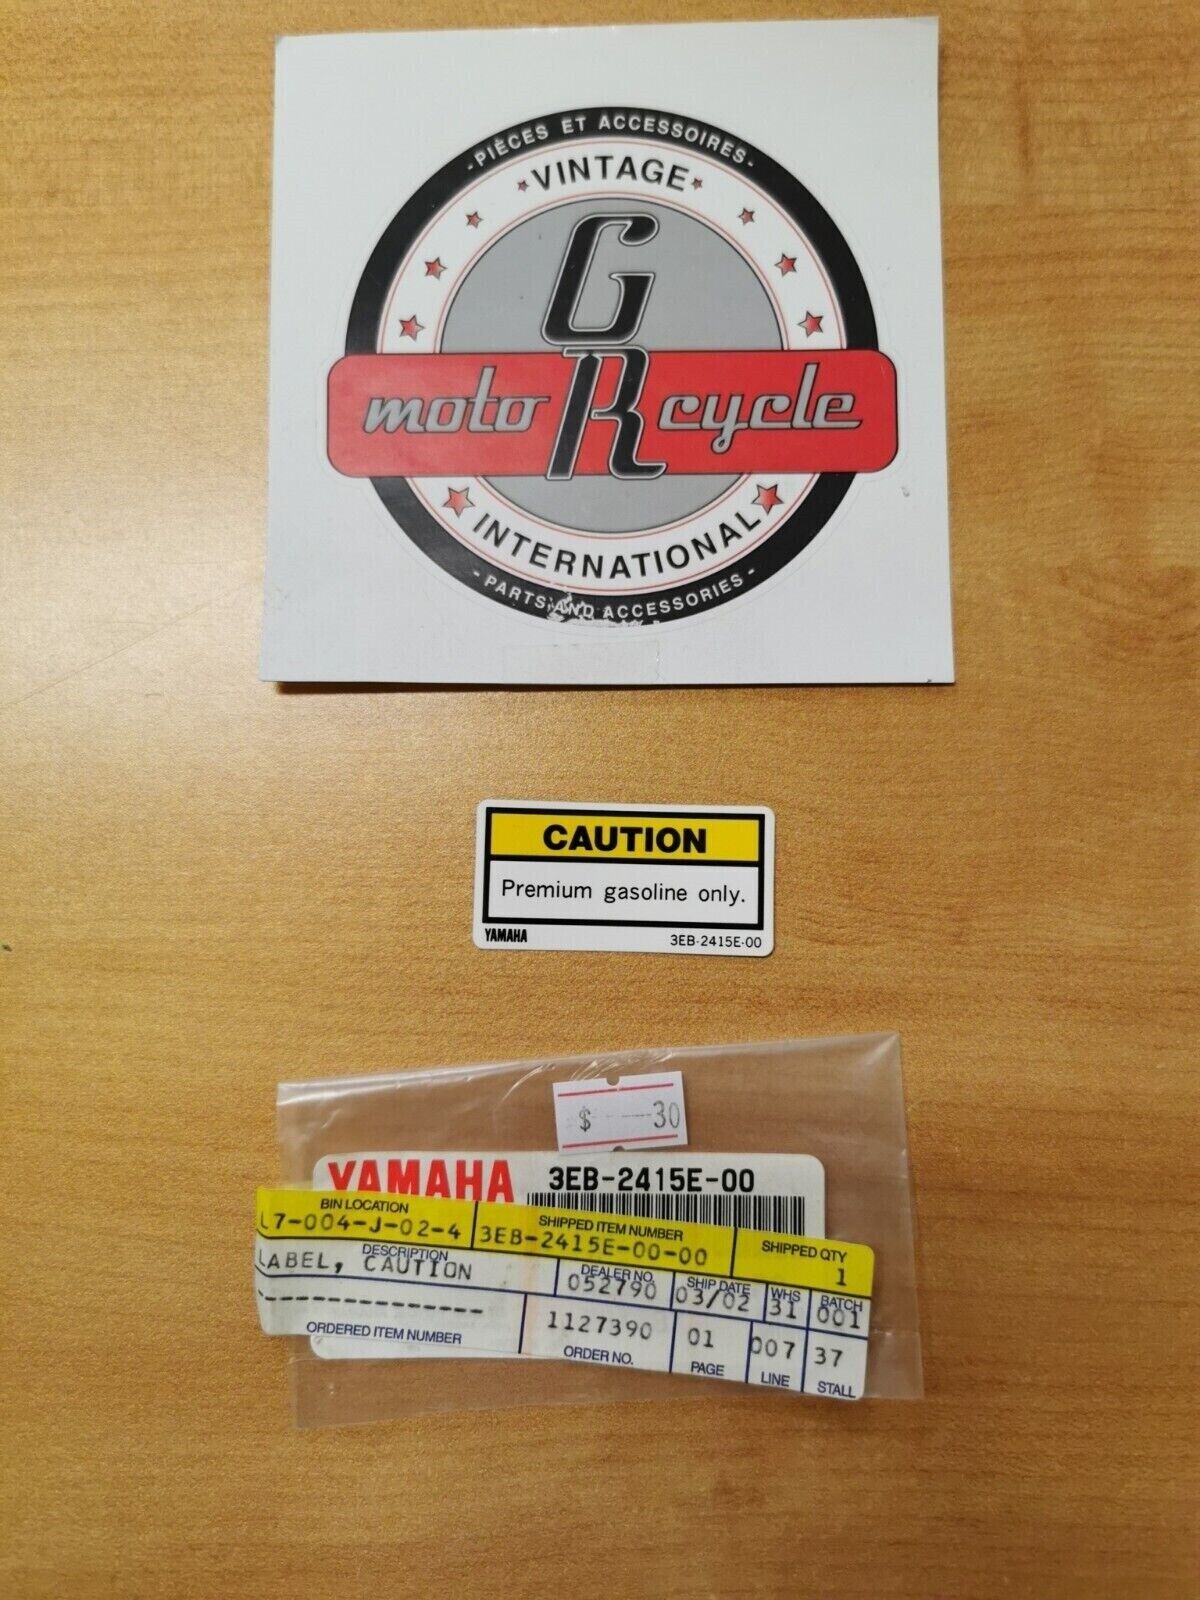 - PIÈCES ET ACCESSOIRES -
VINTAGE
GR
moto cycle
INTERNATIONAL
- PARTS AND ACCESSORIES -
CAUTION
Premium gasoline only.
YAMAHA 3EB-2415E-00
$ ---30
YAMAHA 3EB-2415E-00
BIN LOCATION SHIPPED ITEM NUMBER SHIPPED QTY
L7-004-J-02-4 3EB-2415E-00-00 1
DESCRIPTION DEALER NO. SHIP DATE WHS BATCH
LABEL, CAUTION 052790 03/02 31 001
---------------- 1127390 01 007 37
ORDERED ITEM NUMBER ORDER NO. PAGE LINE STALL